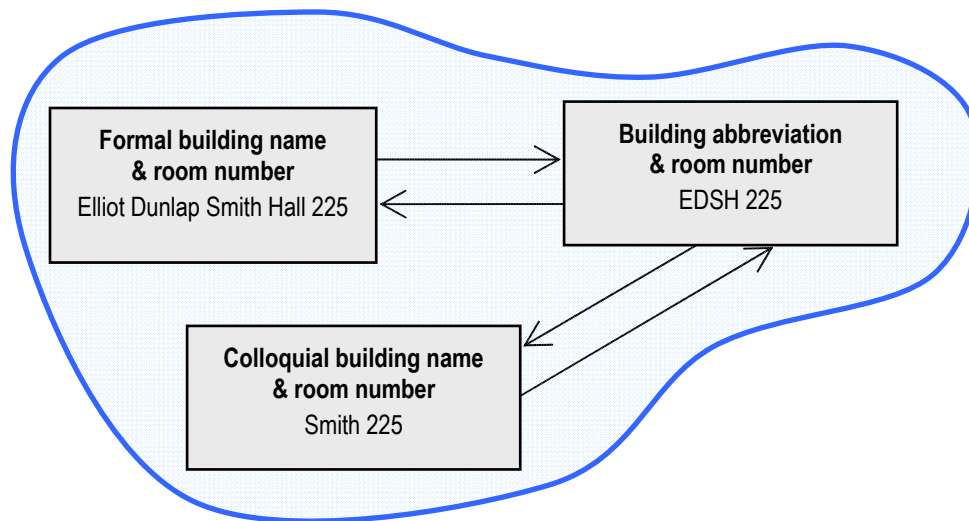 Formal building name
& room number
Elliot Dunlap Smith Hall 225
Building abbreviation
& room number
EDSH 225
Colloquial building name
& room number
Smith 225